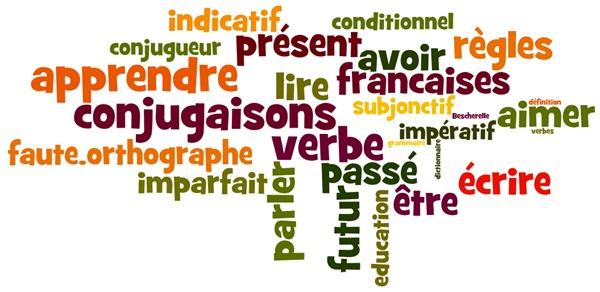 indicatif
conditionnel
conjugueur
présent
avoir
règles
apprendre
lire
francaises
conjugaisons
subjonctif
Bescherelle
définition
aimer
verbes
impératif
grammaire
dictionnaire
faute-orthographe
verbe
imparfait
parler
passé
futur
education
être
écrire